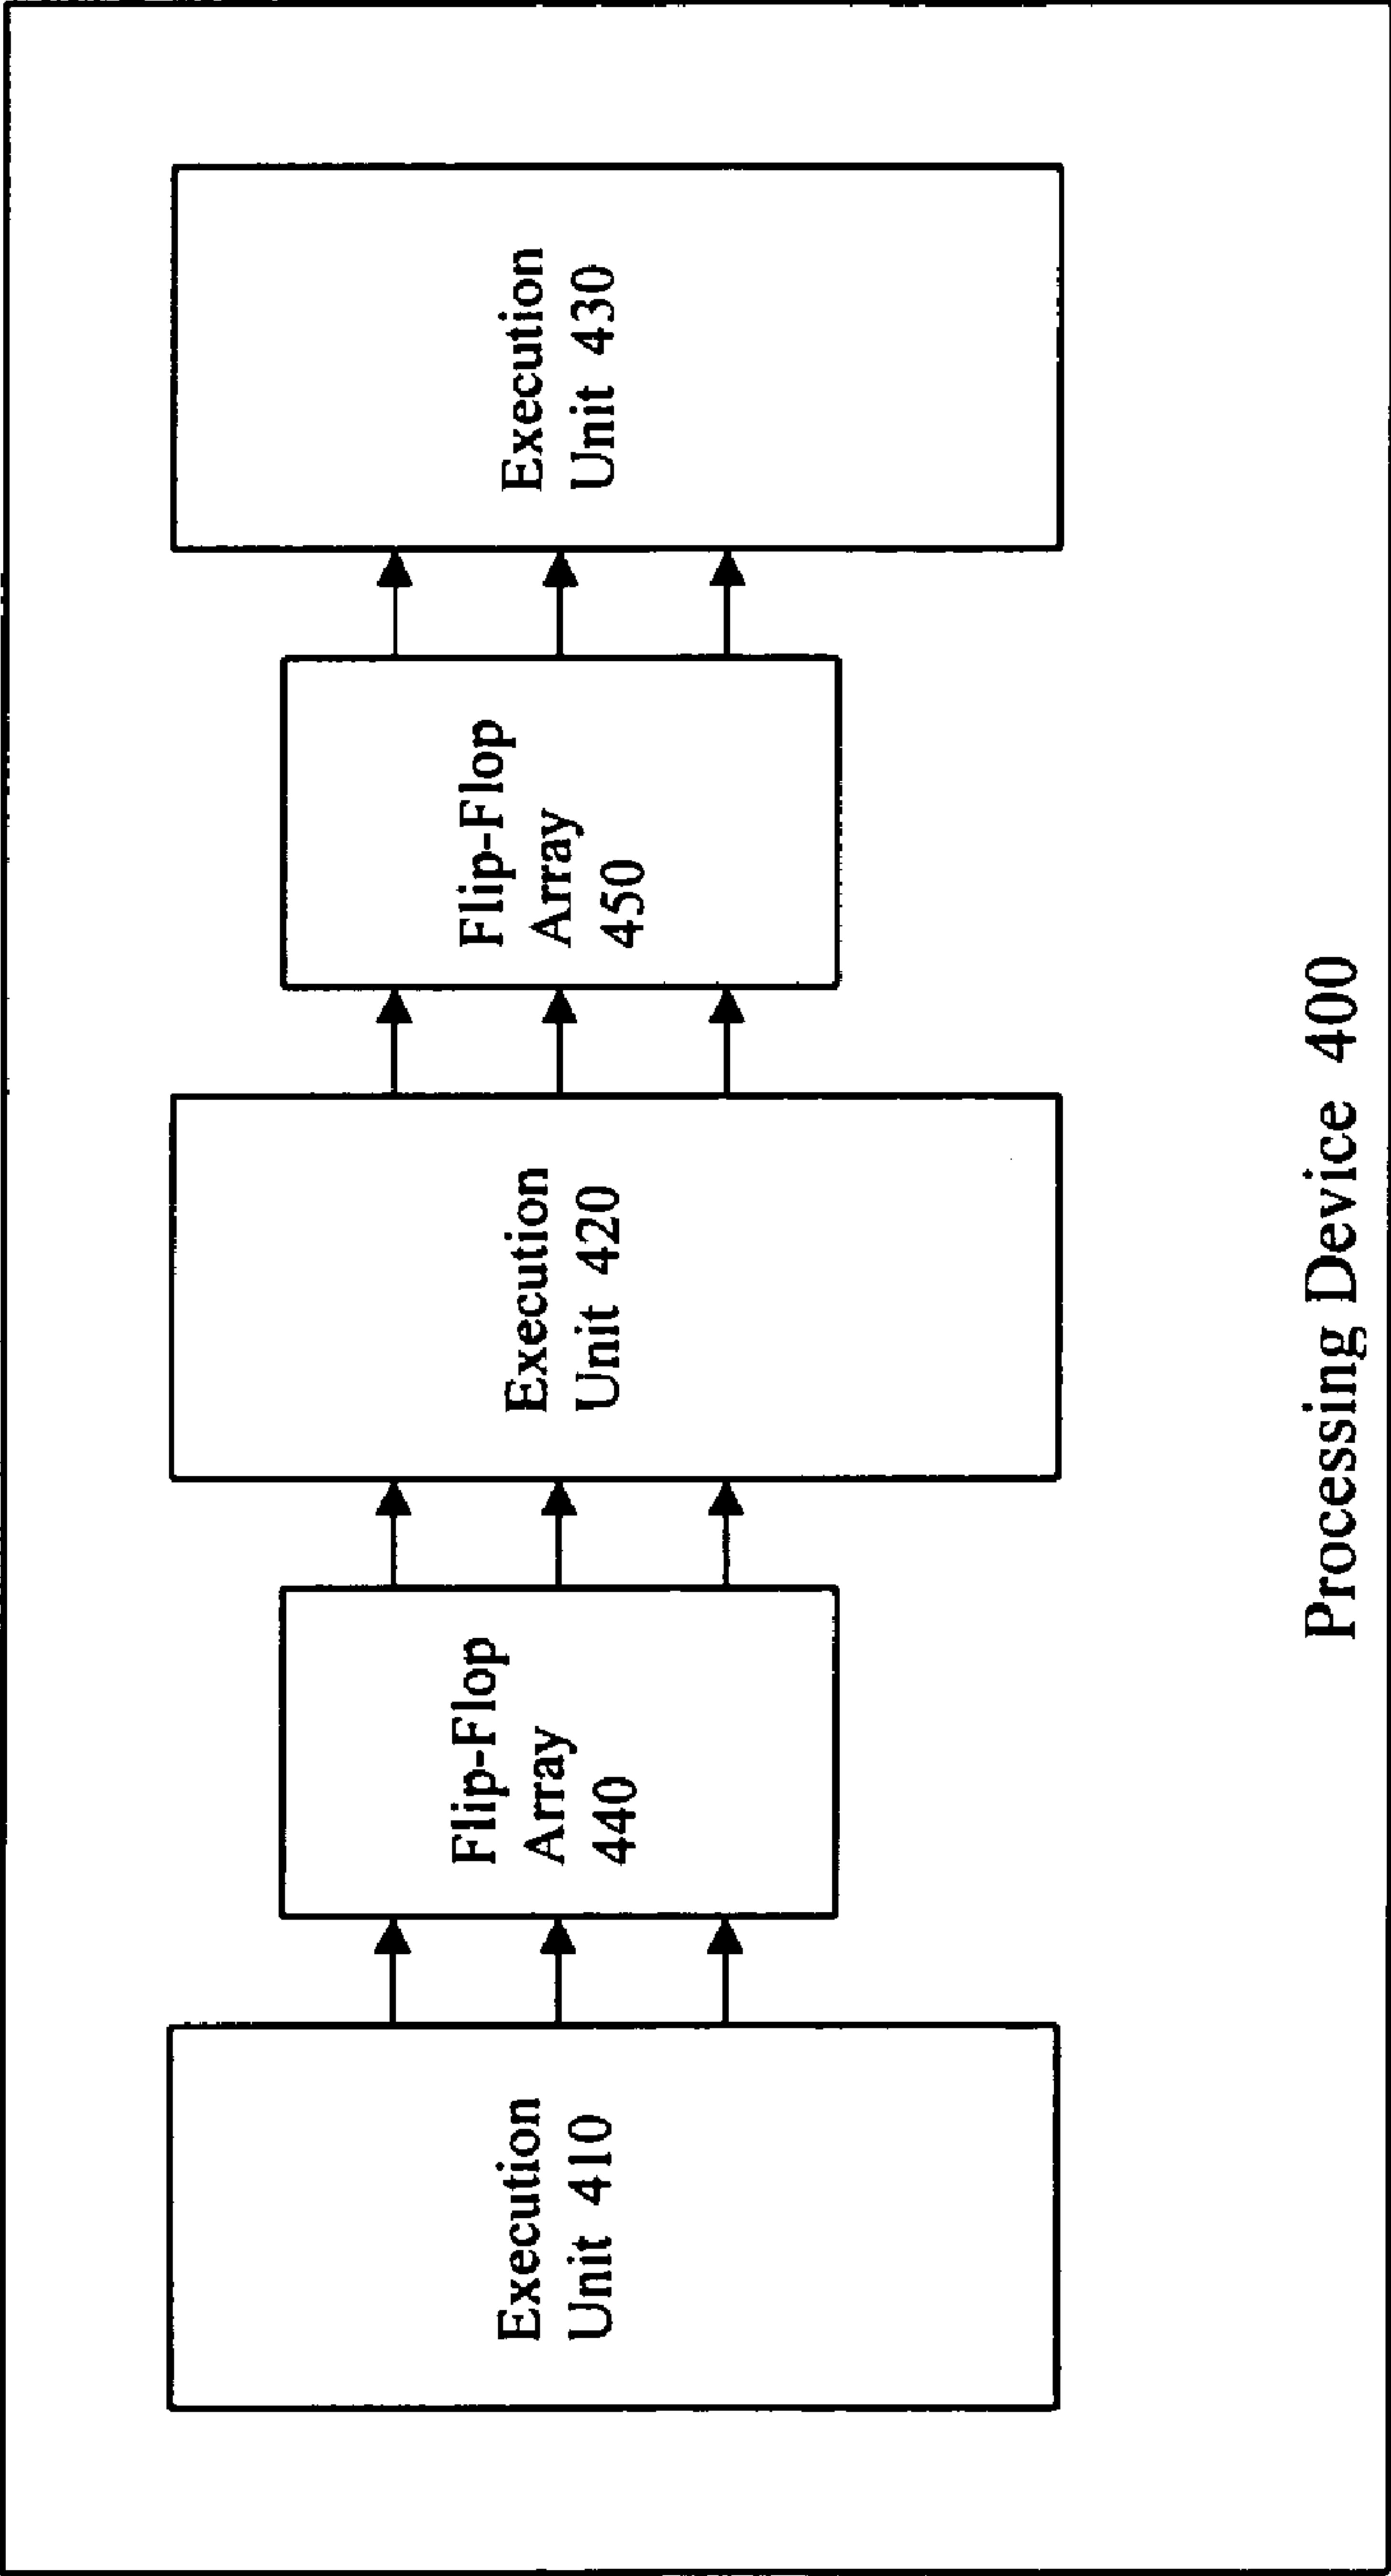 Execution
Unit 410
Flip-Flop
Array
440
Execution
Unit 420
Flip-Flop
Array
450
Execution
Unit 430
Processing Device 400